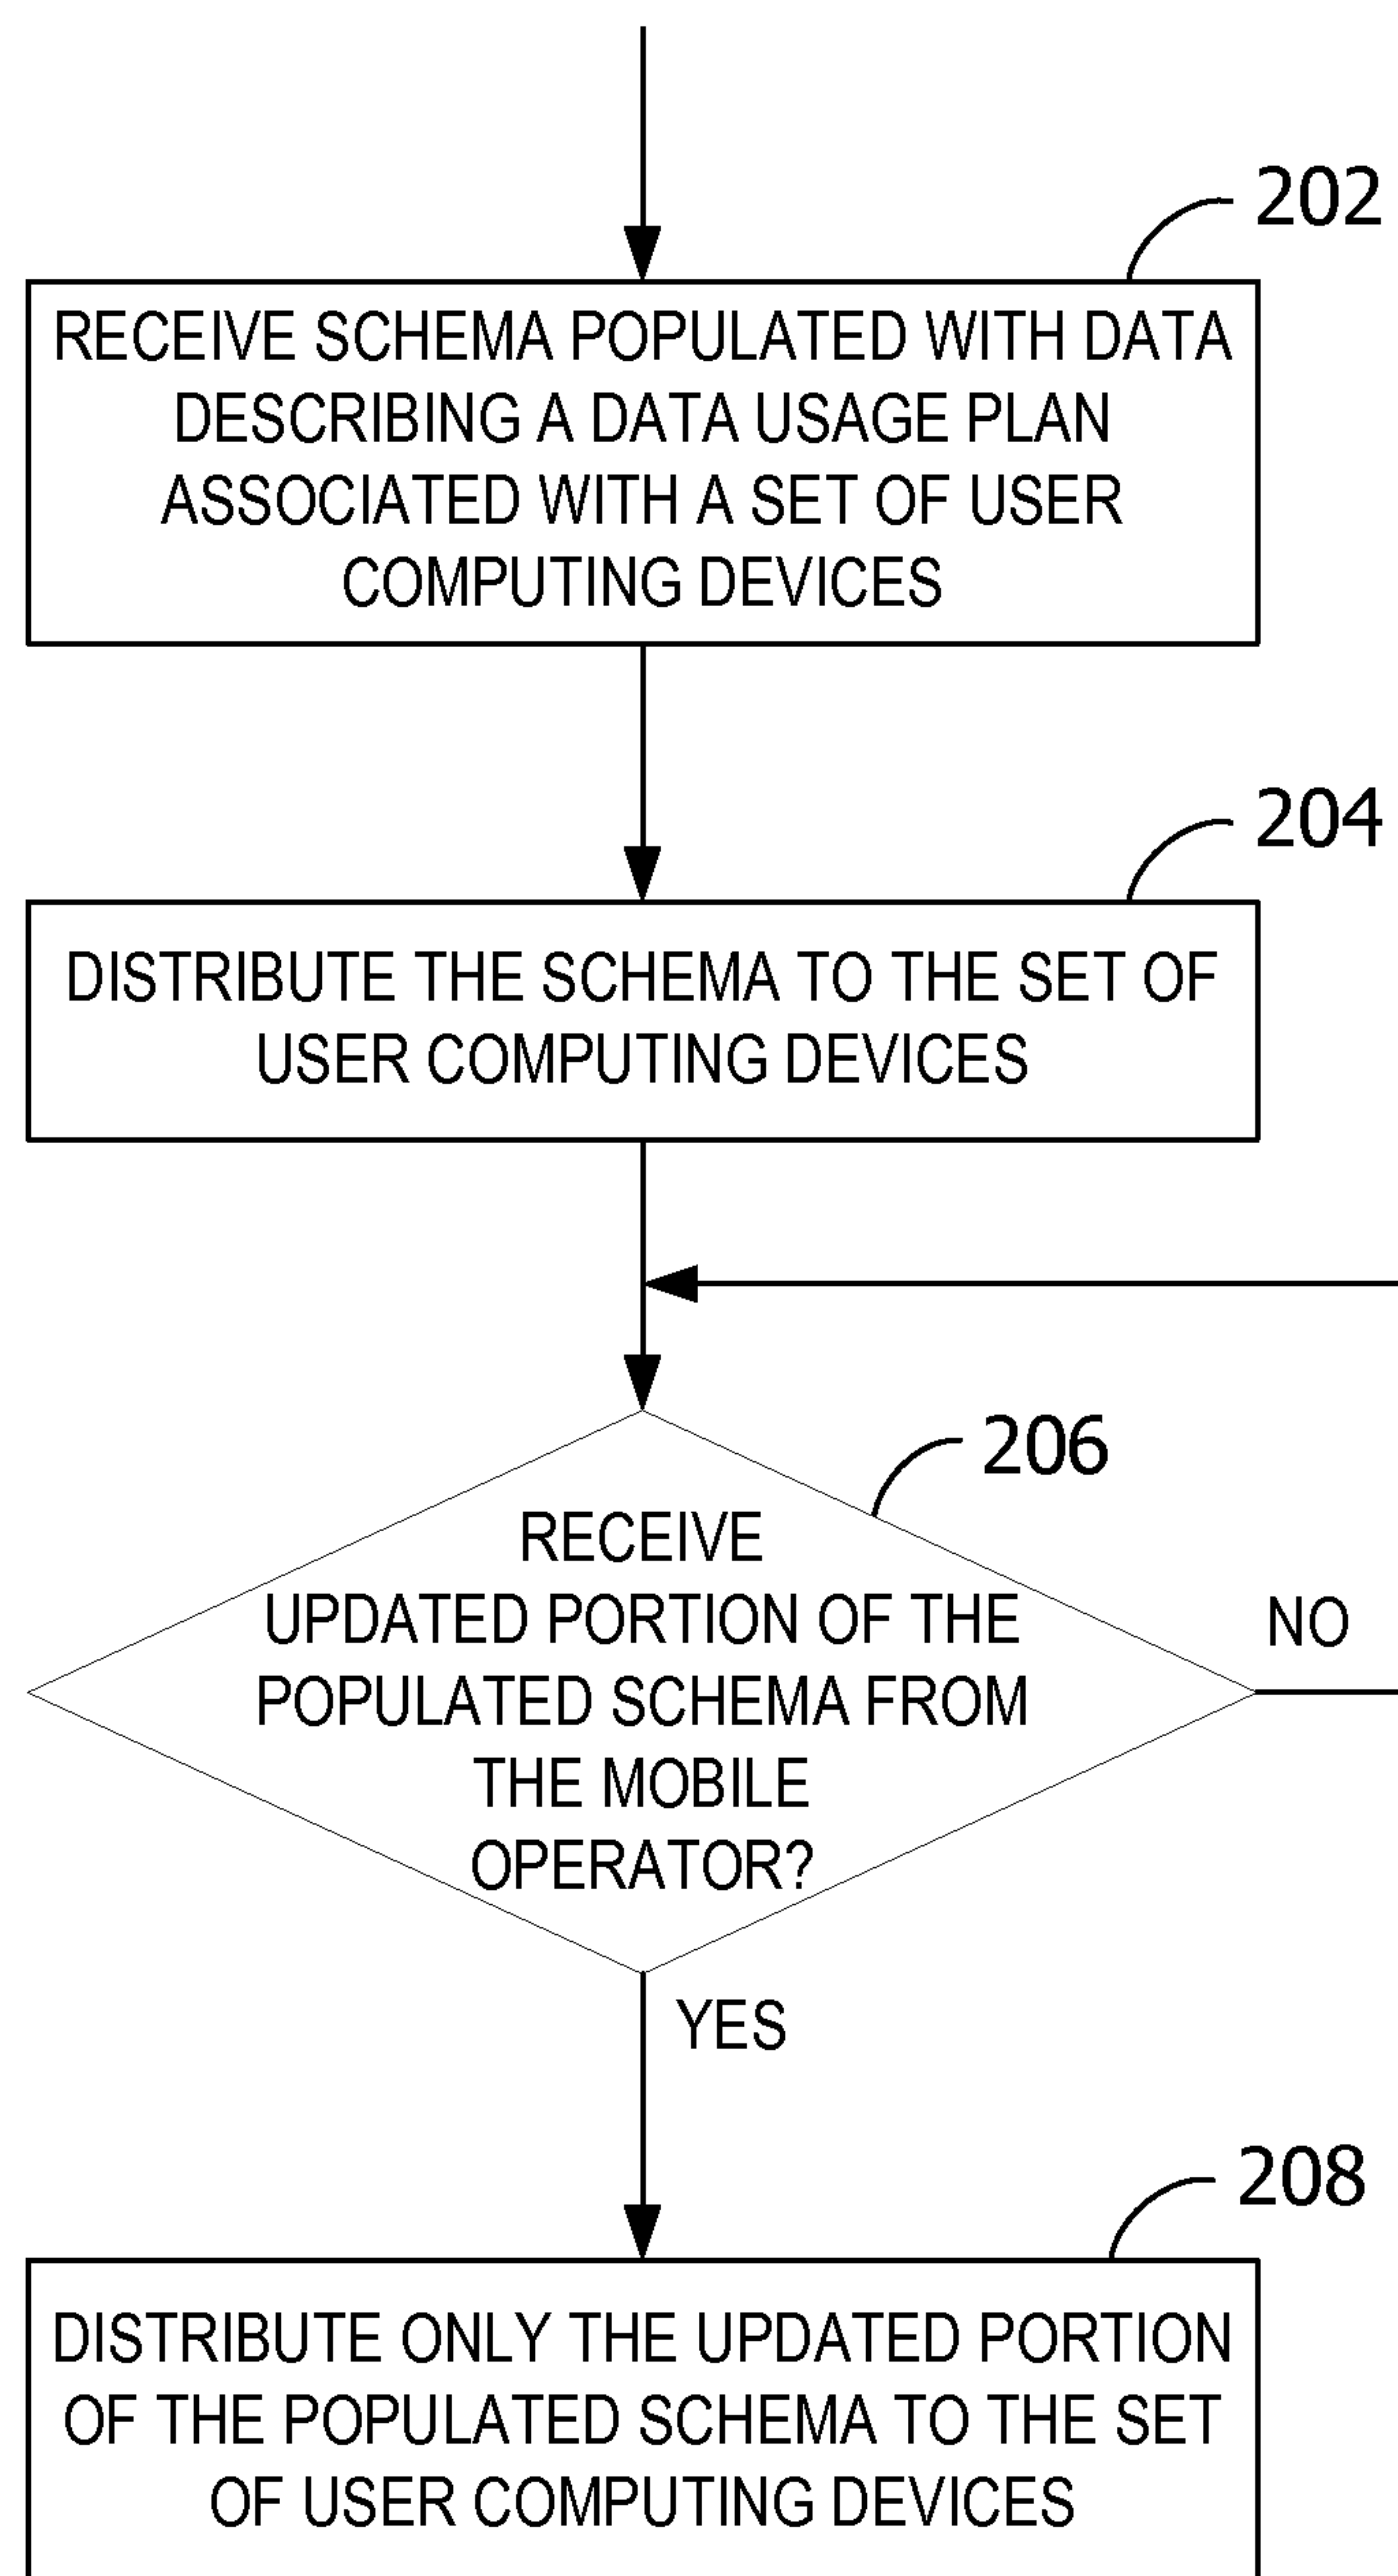 202
RECEIVE SCHEMA POPULATED WITH DATA
DESCRIBING A DATA USAGE PLAN
ASSOCIATED WITH A SET OF USER
COMPUTING DEVICES
204
DISTRIBUTE THE SCHEMA TO THE SET OF
USER COMPUTING DEVICES
206
RECEIVE
UPDATED PORTION OF THE
POPULATED SCHEMA FROM
THE MOBILE
OPERATOR?
NO
YES
208
DISTRIBUTE ONLY THE UPDATED PORTION
OF THE POPULATED SCHEMA TO THE SET
OF USER COMPUTING DEVICES